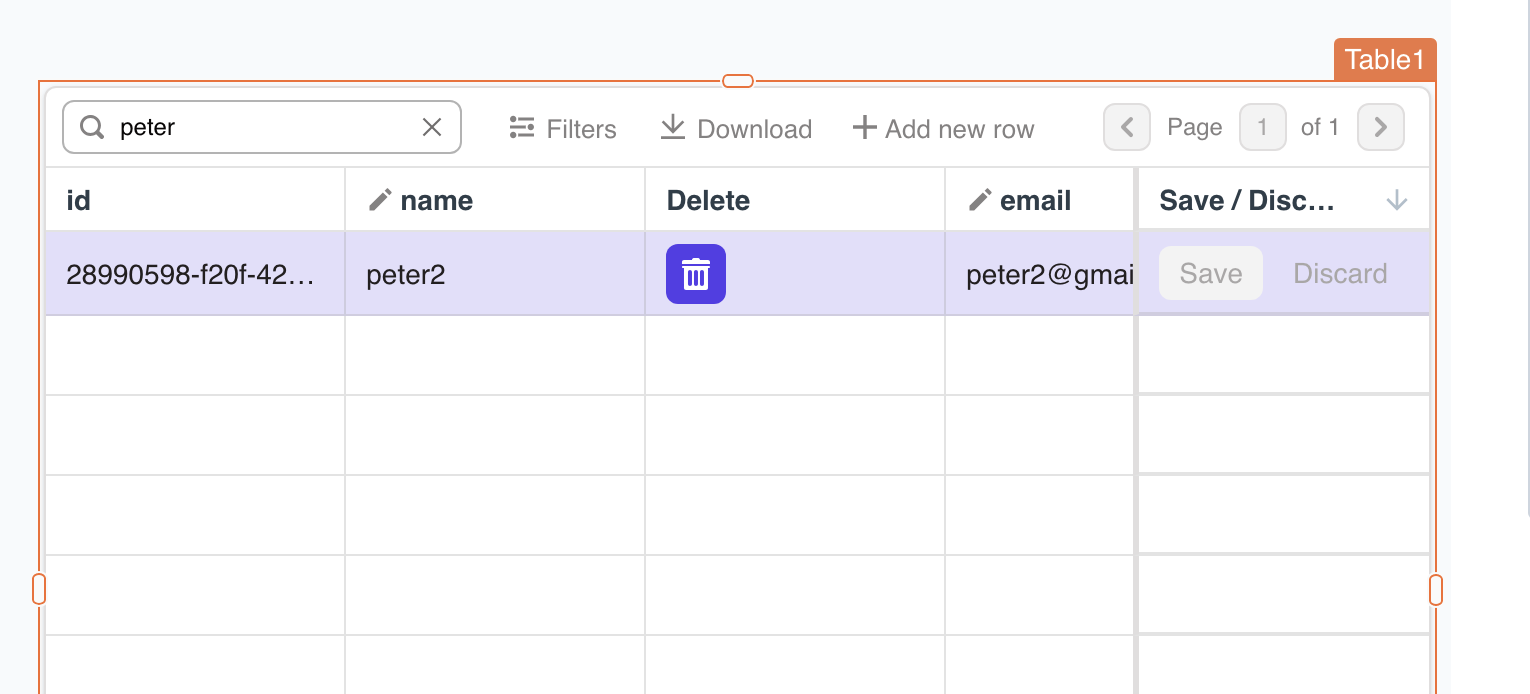 Table1
peter Filters Download Add new row Page 1 of 1
id name Delete email Save / Disc...
28990598-f20f-42... peter2 peter2@gmai Save Discard